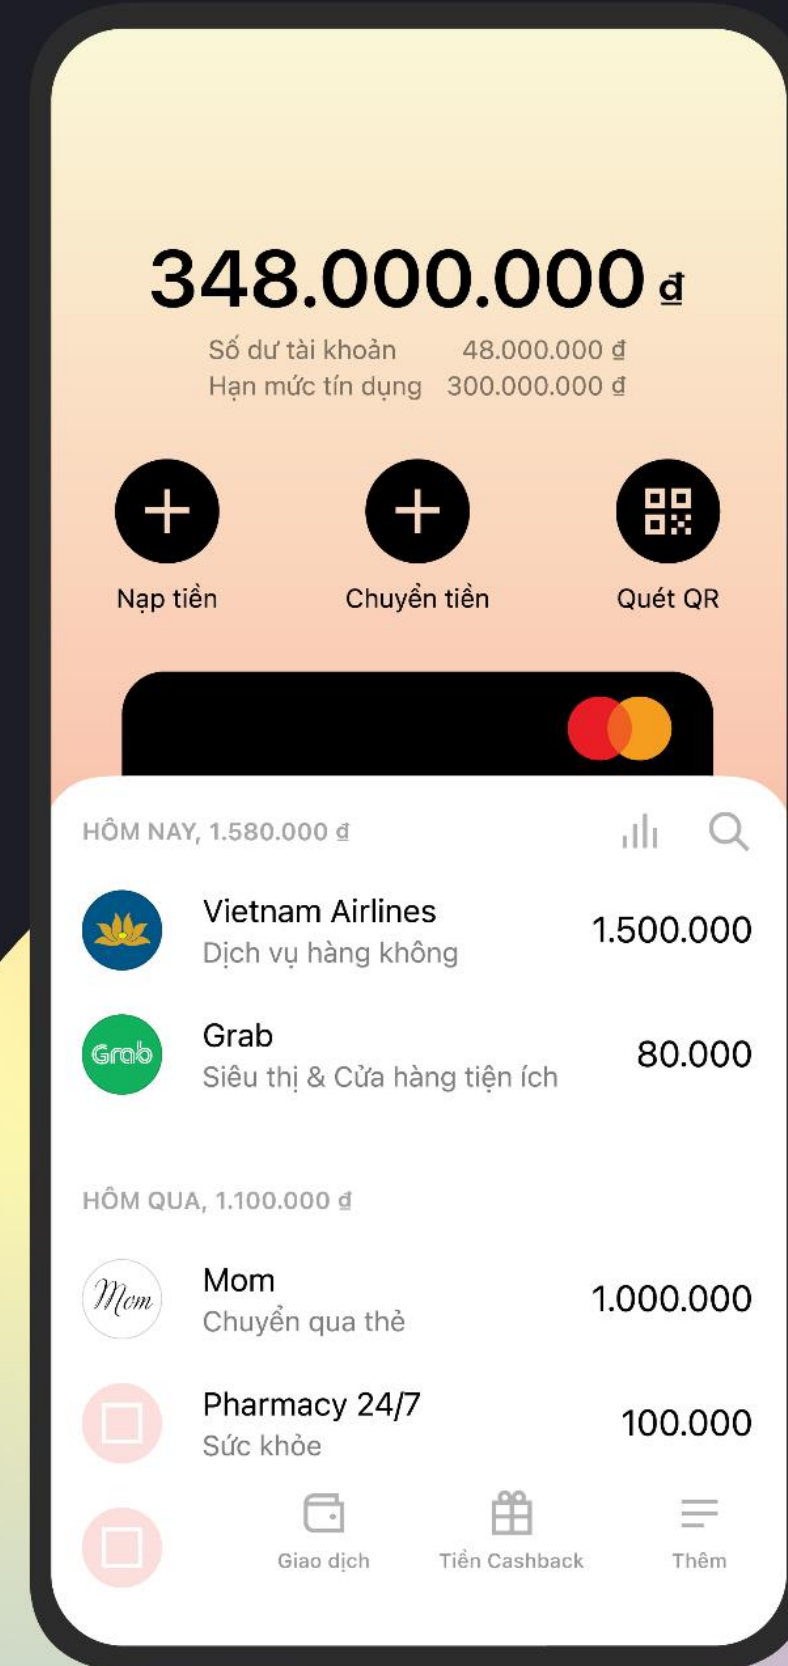 348.000.000 ₫
Số dư tài khoản 48.000.000 ₫
Hạn mức tín dụng 300.000.000 ₫
Nạp tiền Chuyển tiền Quét QR
HÔM NAY, 1.580.000 ₫
Vietnam Airlines 1.500.000
Dịch vụ hàng không
Grab Grab 80.000
Siêu thị & Cửa hàng tiện ích
HÔM QUA, 1.100.000 ₫
Mom Mom 1.000.000
Chuyển qua thẻ
Pharmacy 24/7 100.000
Sức khỏe
Giao dịch Tiền Cashback Thêm